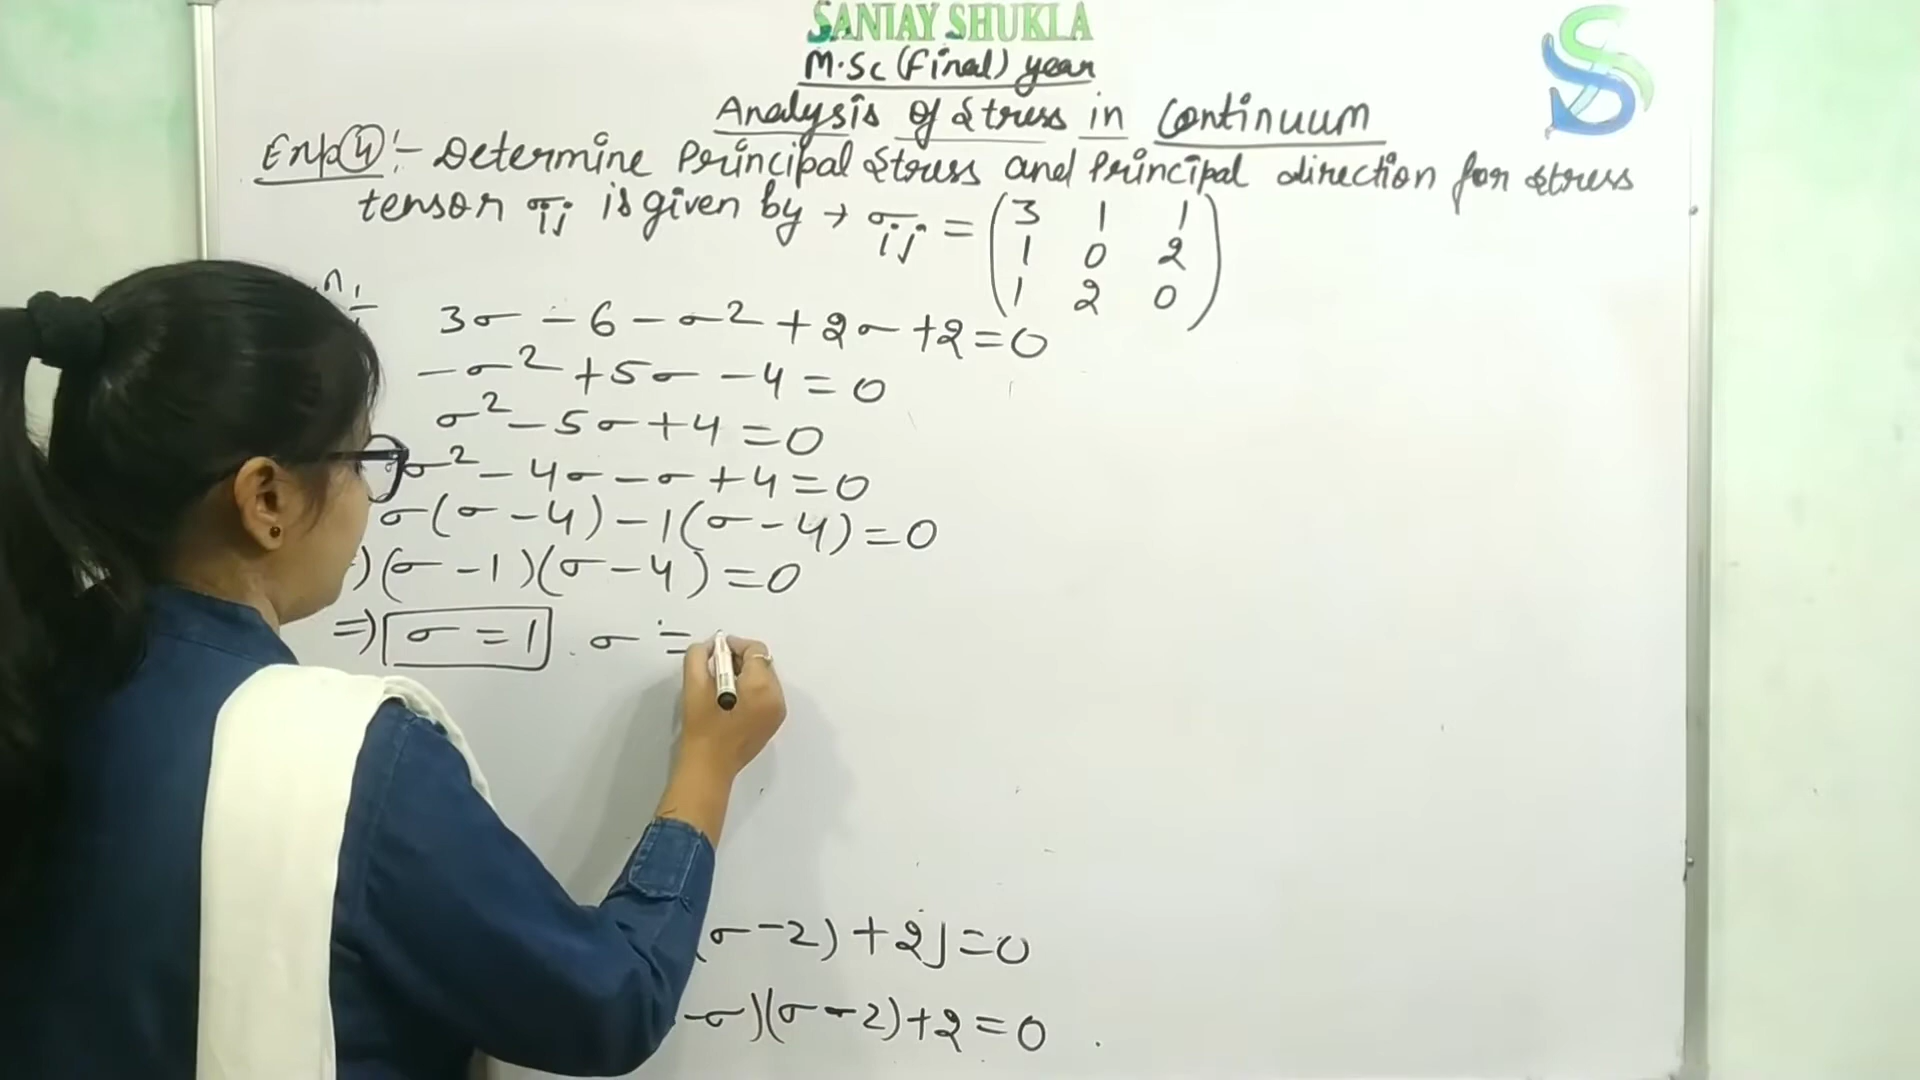 SANJAY SHUKLA
M.Sc (Final) year
Analysis of Stress in Continuum
Exp ④ :- Determine Principal Stress and Principal direction for stress
tensor σij is given by → σij = (3 1 1
1 0 2
1 2 0)
3σ - 6 - σ² + 2σ + 2 = 0
-σ² + 5σ - 4 = 0
σ² - 5σ + 4 = 0
σ² - 4σ - σ + 4 = 0
σ(σ - 4) - 1(σ - 4) = 0
(σ - 1)(σ - 4) = 0
⇒ σ = 1 . σ =
(σ - 2) + 2] = 0
-σ)(σ - 2) + 2 = 0 .